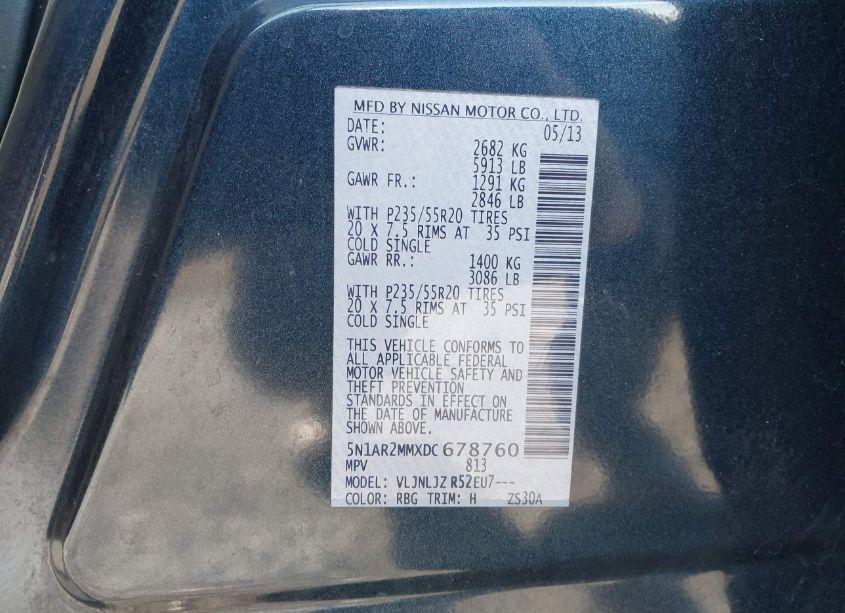 MFD BY NISSAN MOTOR CO., LTD.
DATE: 05/13
GVWR: 2682 KG
5913 LB
GAWR FR.: 1291 KG
2846 LB
WITH P235/55R20 TIRES
20 X 7.5 RIMS AT 35 PSI
COLD SINGLE
GAWR RR.: 1400 KG
3086 LB
WITH P235/55R20 TIRES
20 X 7.5 RIMS AT 35 PSI
COLD SINGLE
THIS VEHICLE CONFORMS TO
ALL APPLICABLE FEDERAL
MOTOR VEHICLE SAFETY AND
THEFT PREVENTION
STANDARDS IN EFFECT ON
THE DATE OF MANUFACTURE
SHOWN ABOVE.
5N1AR2MMXDC678760
MPV 813
MODEL: VLJNLJZ R52EU7---
COLOR: RBG TRIM: H ZS30A